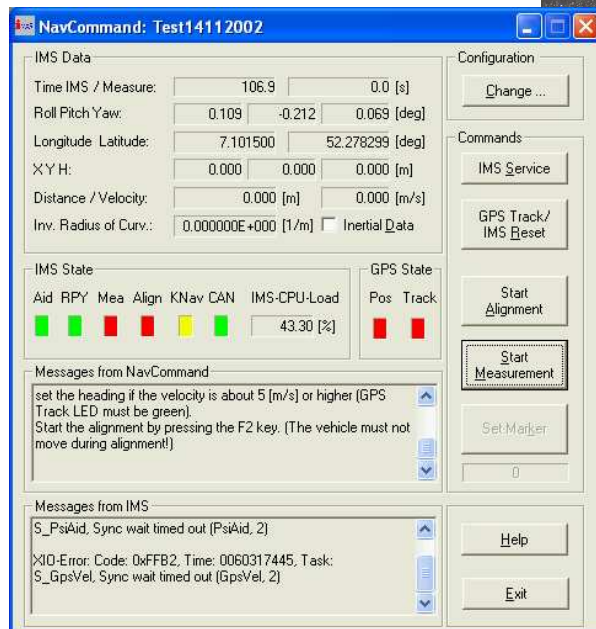 iVRS NavCommand: Test14112002
IMS Data
Time IMS / Measure: 106.9 0.0 [s]
Roll Pitch Yaw: 0.109 -0.212 0.069 [deg]
Longitude Latitude: 7.101500 52.278299 [deg]
X Y H: 0.000 0.000 0.000 [m]
Distance / Velocity: 0.000 [m] 0.000 [m/s]
Inv. Radius of Curv.: 0.000000E+000 [1/m] Inertial Data
IMS State
Aid RPY Mea Align KNav CAN IMS-CPU-Load
43.30 [%]
GPS State
Pos Track
Messages from NavCommand
set the heading if the velocity is about 5 [m/s] or higher (GPS
Track LED must be green).
Start the alignment by pressing the F2 key. (The vehicle must not
move during alignment!)
Messages from IMS
S_PsiAid, Sync wait timed out (PsiAid, 2)
XIO-Error: Code: 0xFFB2, Time: 0060317445, Task:
S_GpsVel, Sync wait timed out (GpsVel, 2)
Configuration
Change ...
Commands
IMS Service
GPS Track/
IMS Reset
Start
Alignment
Start
Measurement
Set Marker
0
Help
Exit